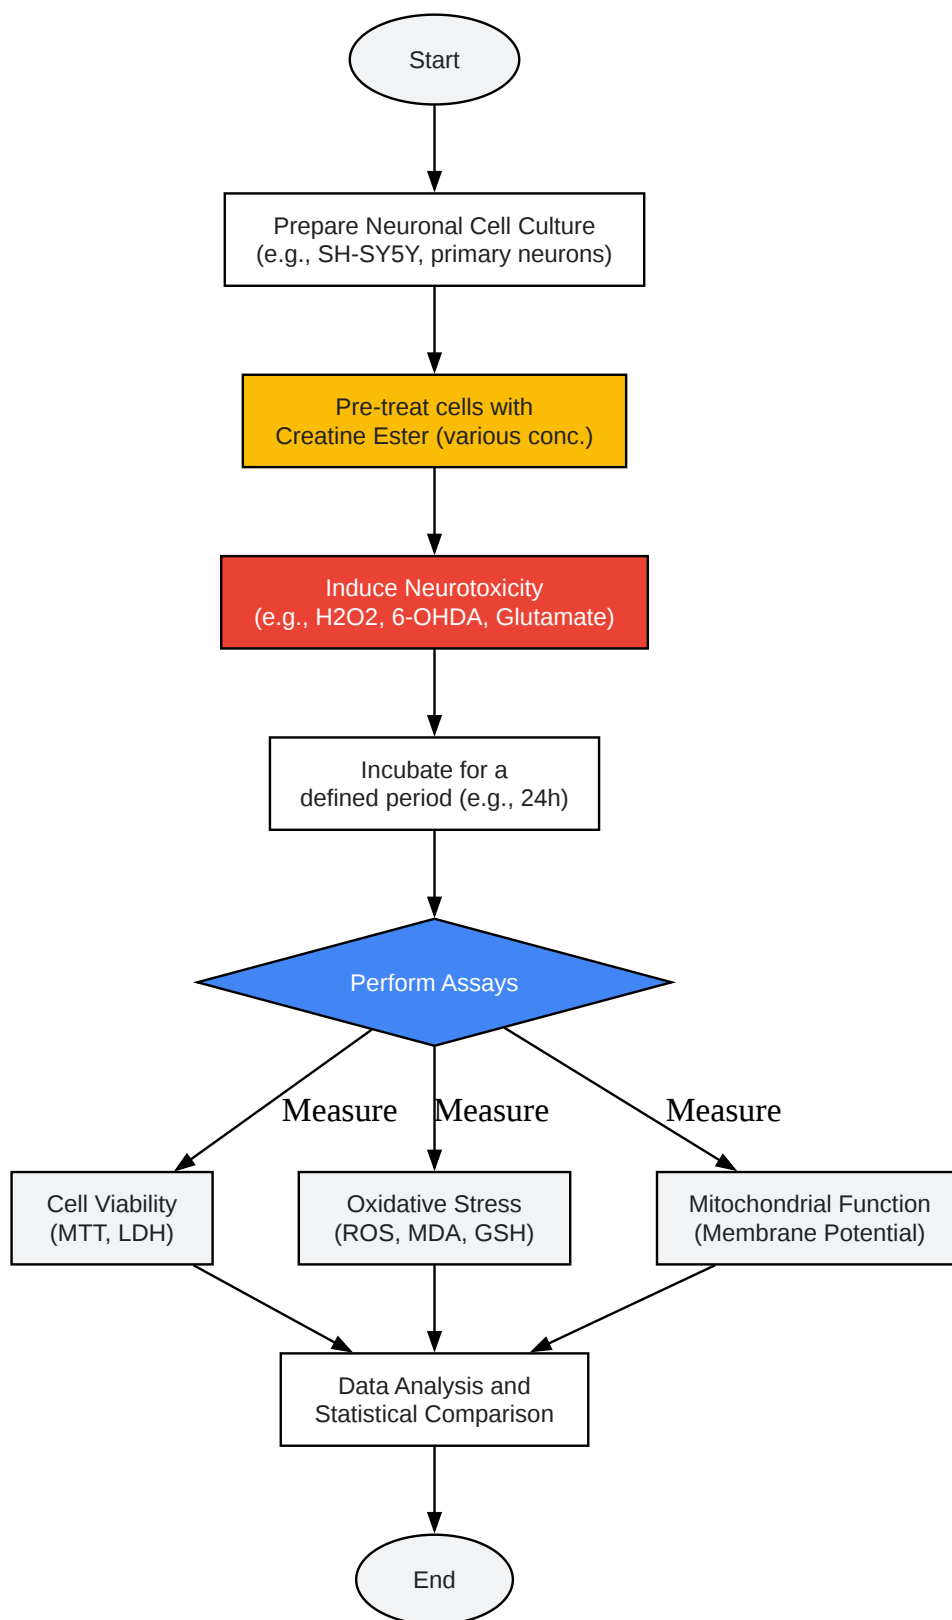 Start
Prepare Neuronal Cell Culture
(e.g., SH-SY5Y, primary neurons)
Pre-treat cells with
Creatine Ester (various conc.)
Induce Neurotoxicity
(e.g., H2O2, 6-OHDA, Glutamate)
Incubate for a
defined period (e.g., 24h)
Perform Assays
Measure
Measure
Measure
Cell Viability
(MTT, LDH)
Oxidative Stress
(ROS, MDA, GSH)
Mitochondrial Function
(Membrane Potential)
Data Analysis and
Statistical Comparison
End